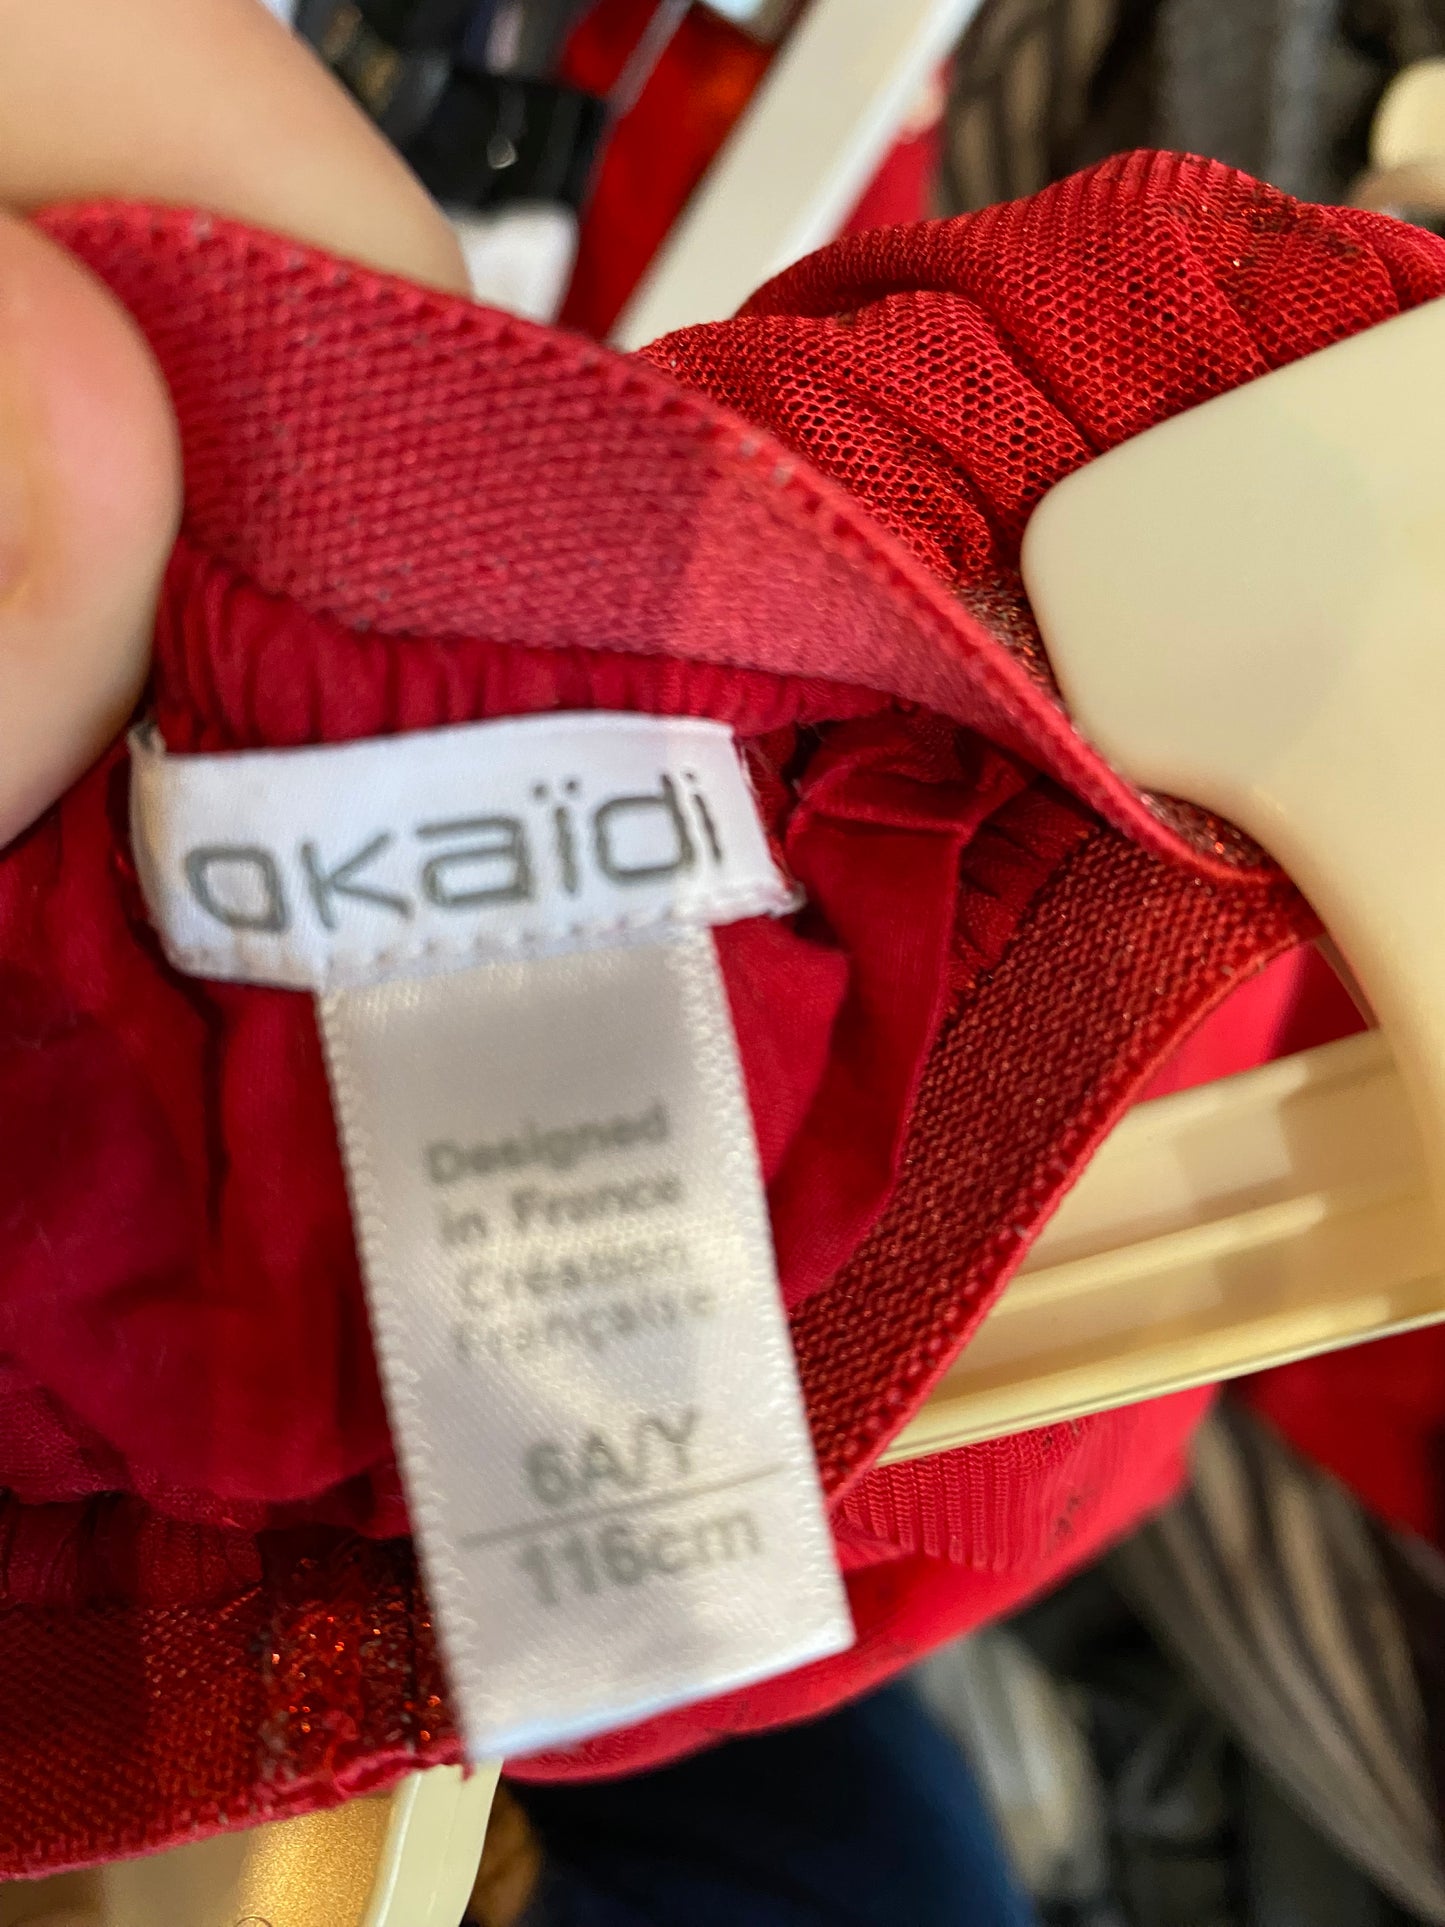 okaïdi
Designed
in France
Création
Française
6A/Y
116cm